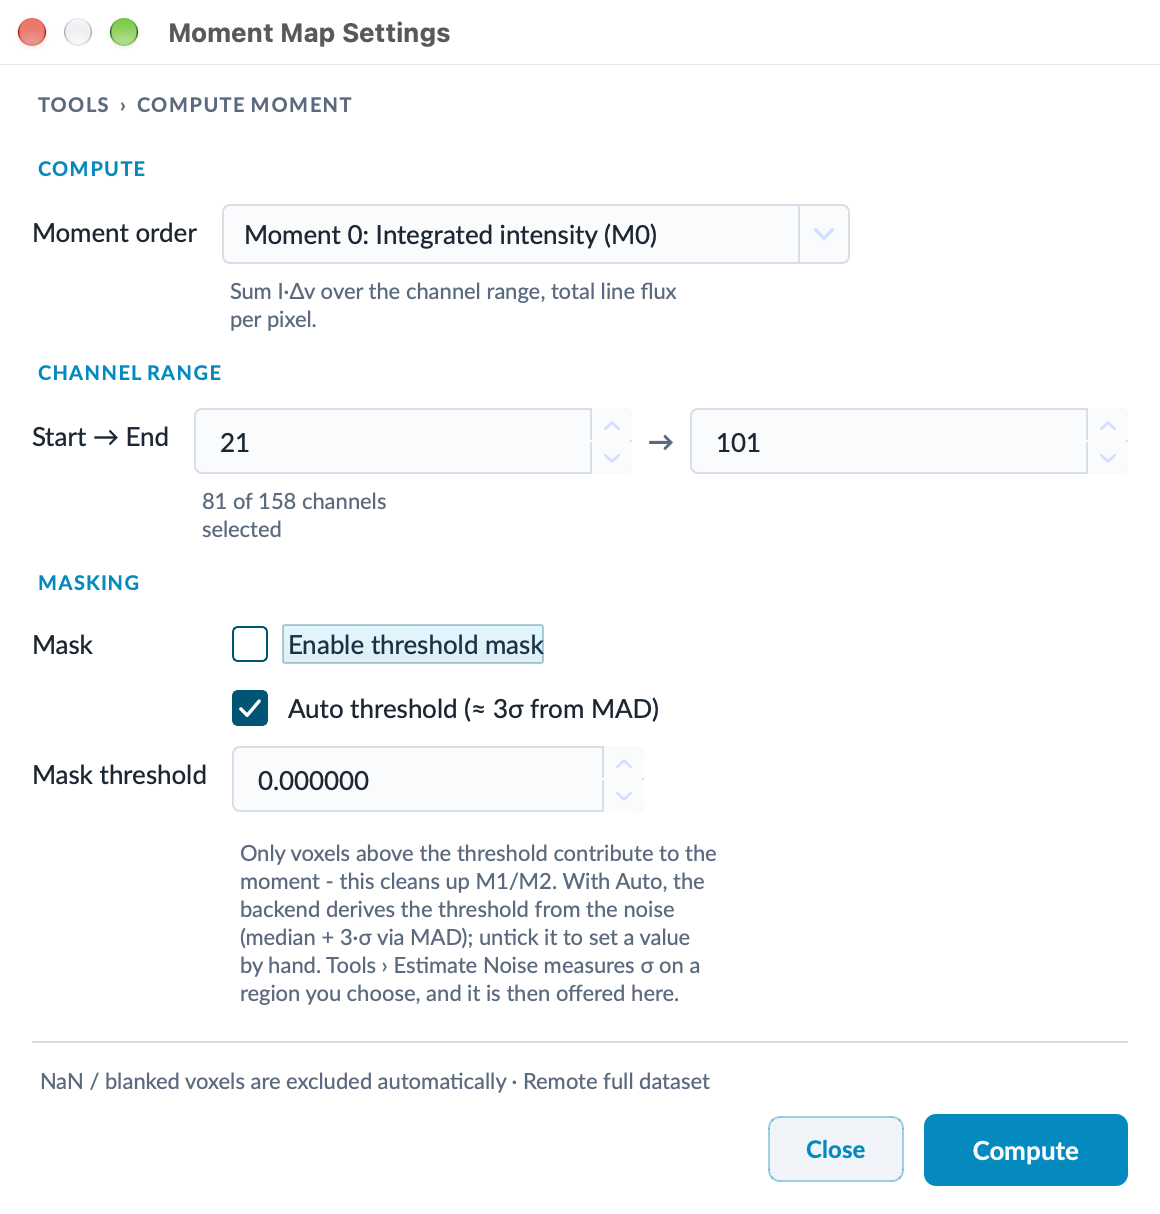 Moment Map Settings
TOOLS › COMPUTE MOMENT
COMPUTE
Moment order
Moment 0: Integrated intensity (M0)
Sum I·Δv over the channel range, total line flux
per pixel.
CHANNEL RANGE
Start → End
21
→
101
81 of 158 channels
selected
MASKING
Mask
Enable threshold mask
Auto threshold (≈ 3σ from MAD)
Mask threshold
0.000000
Only voxels above the threshold contribute to the
moment - this cleans up M1/M2. With Auto, the
backend derives the threshold from the noise
(median + 3·σ via MAD); untick it to set a value
by hand. Tools › Estimate Noise measures σ on a
region you choose, and it is then offered here.
NaN / blanked voxels are excluded automatically · Remote full dataset
Close
Compute